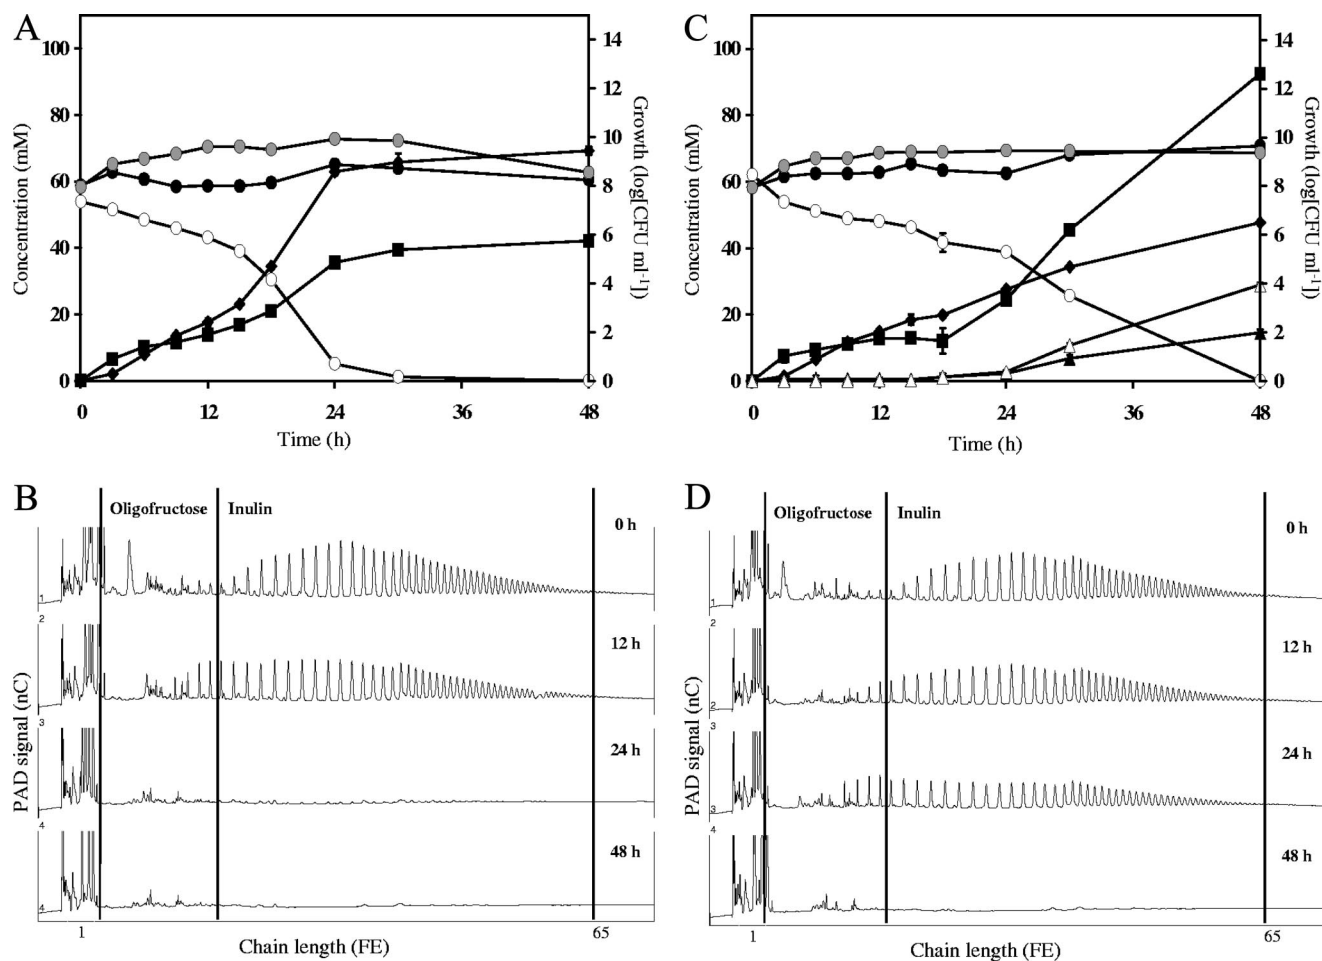 A
100
80
60
40
20
0
Concentration (mM)
14
12
10
8
6
4
2
0
Growth (log[CFU ml⁻¹])
0 12 24 36 48
Time (h)
C
100
80
60
40
20
0
Concentration (mM)
14
12
10
8
6
4
2
0
Growth (log[CFU ml⁻¹])
0 12 24 36 48
Time (h)
B
Oligofructose Inulin
0 h
1
2
12 h
3
24 h
4
48 h
4
PAD signal (nC)
1 65
Chain length (FE)
D
Oligofructose Inulin
0 h
1
2
12 h
2
3
24 h
3
4
48 h
PAD signal (nC)
1 65
Chain length (FE)